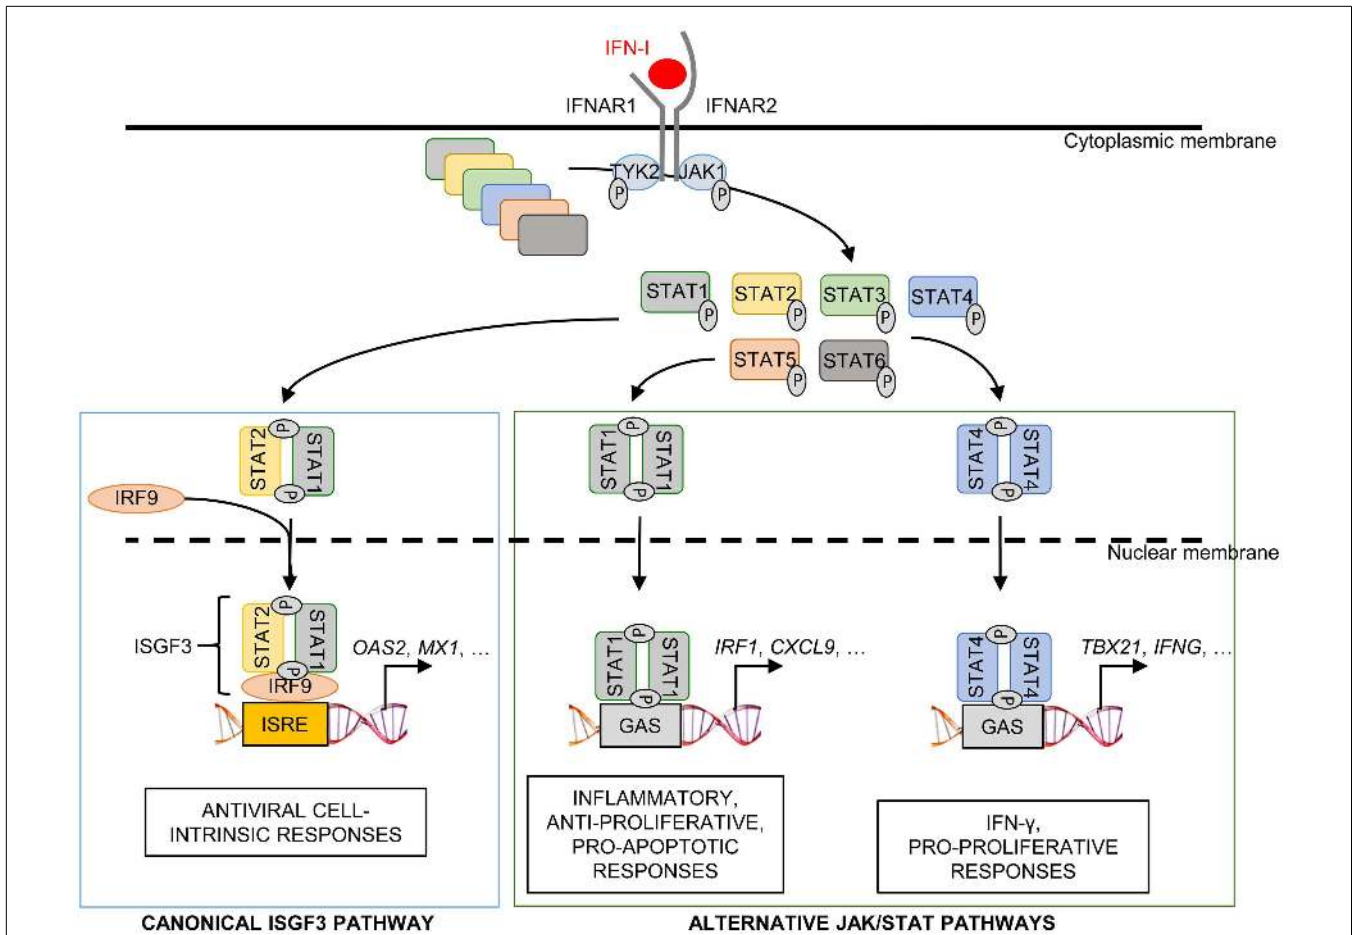 IFN-I
IFNAR1
IFNAR2
Cytoplasmic membrane
TYK2
JAK1
P
P
STAT1
STAT2
STAT3
STAT4
P
P
P
P
STAT5
STAT6
P
P
P
STAT2
STAT1
P
P
STAT1
STAT1
P
P
STAT4
STAT4
P
IRF9
Nuclear membrane
ISGF3
P
STAT2
STAT1
P
IRF9
OAS2, MX1, ...
ISRE
P
STAT1
STAT1
P
IRF1, CXCL9, ...
GAS
P
STAT4
STAT4
P
TBX21, IFNG, ...
GAS
ANTIVIRAL CELL-
INTRINSIC RESPONSES
INFLAMMATORY,
ANTI-PROLIFERATIVE,
PRO-APOPTOTIC
RESPONSES
IFN-γ,
PRO-PROLIFERATIVE
RESPONSES
CANONICAL ISGF3 PATHWAY
ALTERNATIVE JAK/STAT PATHWAYS